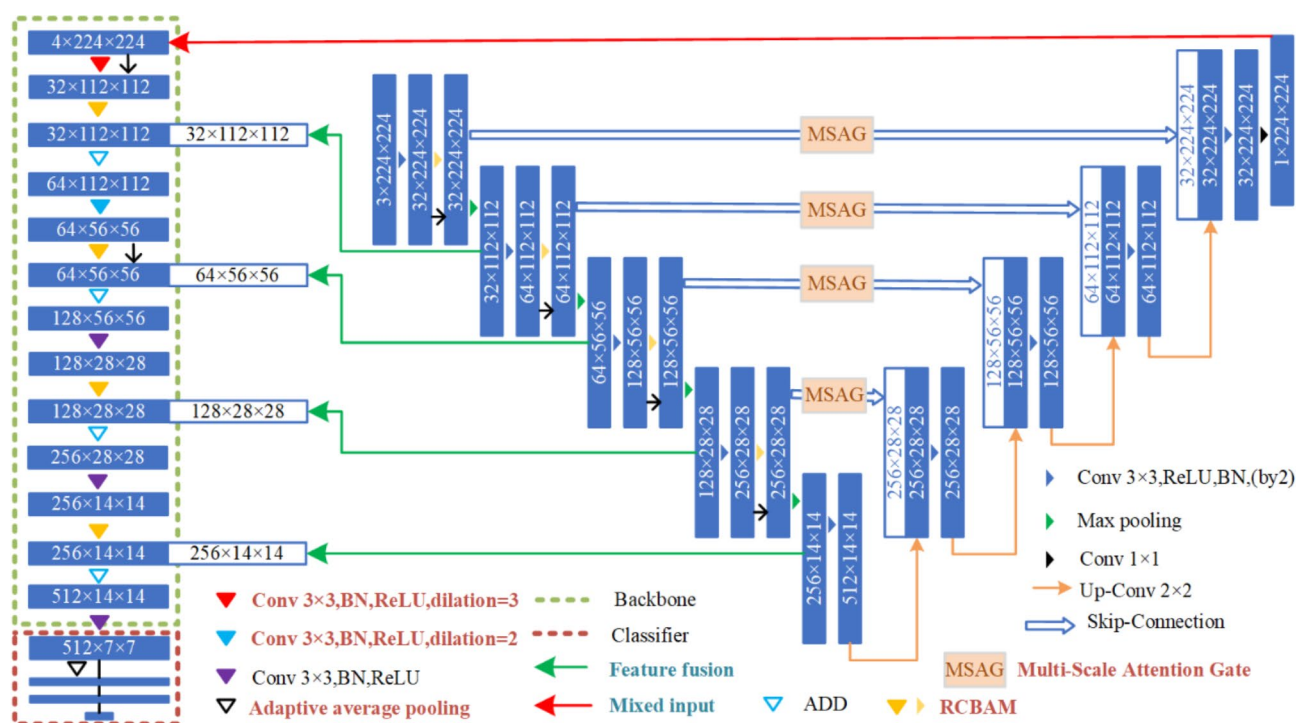 4×224×224
32×112×112
32×112×112
32×112×112
64×112×112
64×56×56
64×56×56
64×56×56
128×56×56
128×28×28
128×28×28
128×28×28
256×28×28
256×14×14
256×14×14
256×14×14
512×14×14
512×7×7
3×224×224
32×224×224
32×224×224
MSAG
32×224×224
32×224×224
32×224×224
1×224×224
32×112×112
64×112×112
64×112×112
MSAG
64×112×112
64×112×112
64×112×112
64×56×56
128×56×56
128×56×56
MSAG
128×56×56
128×56×56
128×56×56
128×28×28
256×28×28
256×28×28
MSAG
256×28×28
256×28×28
256×28×28
256×14×14
512×14×14
Conv 3×3,ReLU,BN,(by2)
Max pooling
Conv 1×1
Up-Conv 2×2
Skip-Connection
Conv 3×3,BN,ReLU,dilation=3
Conv 3×3,BN,ReLU,dilation=2
Conv 3×3,BN,ReLU
Adaptive average pooling
Backbone
Classifier
Feature fusion
Mixed input
ADD
MSAG
Multi-Scale Attention Gate
RCBAM